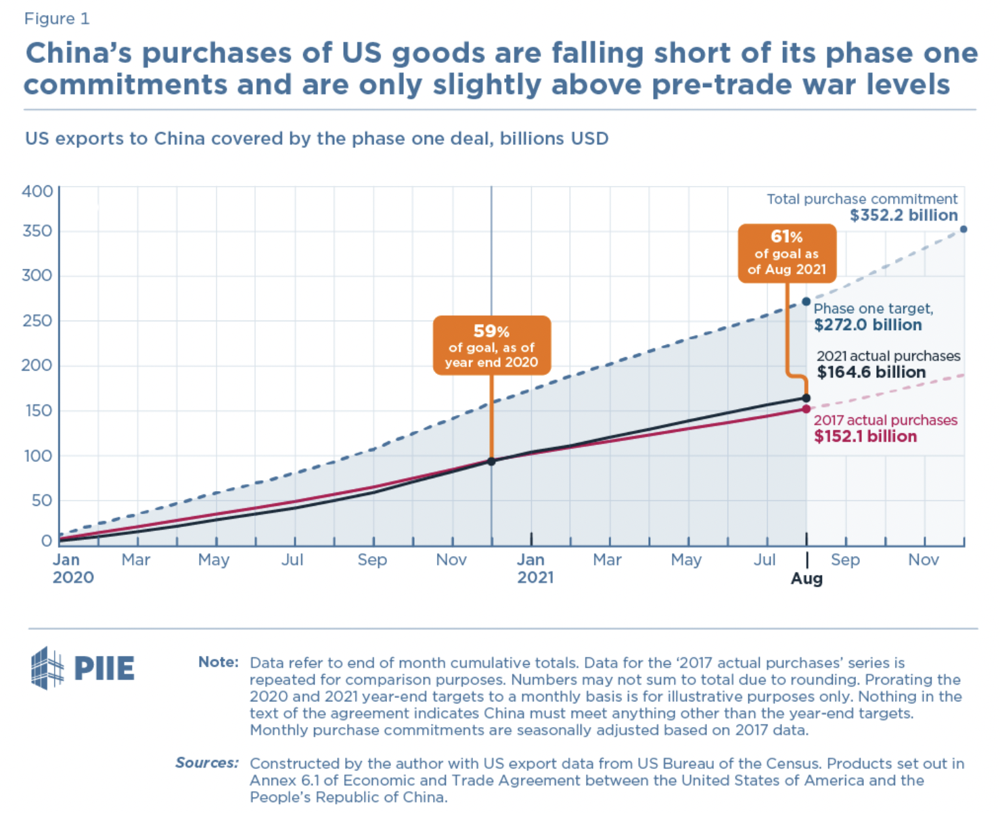 Figure 1
China’s purchases of US goods are falling short of its phase one
commitments and are only slightly above pre-trade war levels
US exports to China covered by the phase one deal, billions USD
400
350
300
250
200
150
100
50
0
Total purchase commitment
$352.2 billion
61%
of goal as
of Aug 2021
Phase one target,
$272.0 billion
59%
of goal, as of
year end 2020
2021 actual purchases
$164.6 billion
2017 actual purchases
$152.1 billion
Jan Mar May Jul Sep Nov Jan Mar May Jul Sep Nov
2020 2021 Aug
PIIE
Note: Data refer to end of month cumulative totals. Data for the ‘2017 actual purchases’ series is
repeated for comparison purposes. Numbers may not sum to total due to rounding. Prorating the
2020 and 2021 year-end targets to a monthly basis is for illustrative purposes only. Nothing in the
text of the agreement indicates China must meet anything other than the year-end targets.
Monthly purchase commitments are seasonally adjusted based on 2017 data.
Sources: Constructed by the author with US export data from US Bureau of the Census. Products set out in
Annex 6.1 of Economic and Trade Agreement between the United States of America and the
People’s Republic of China.